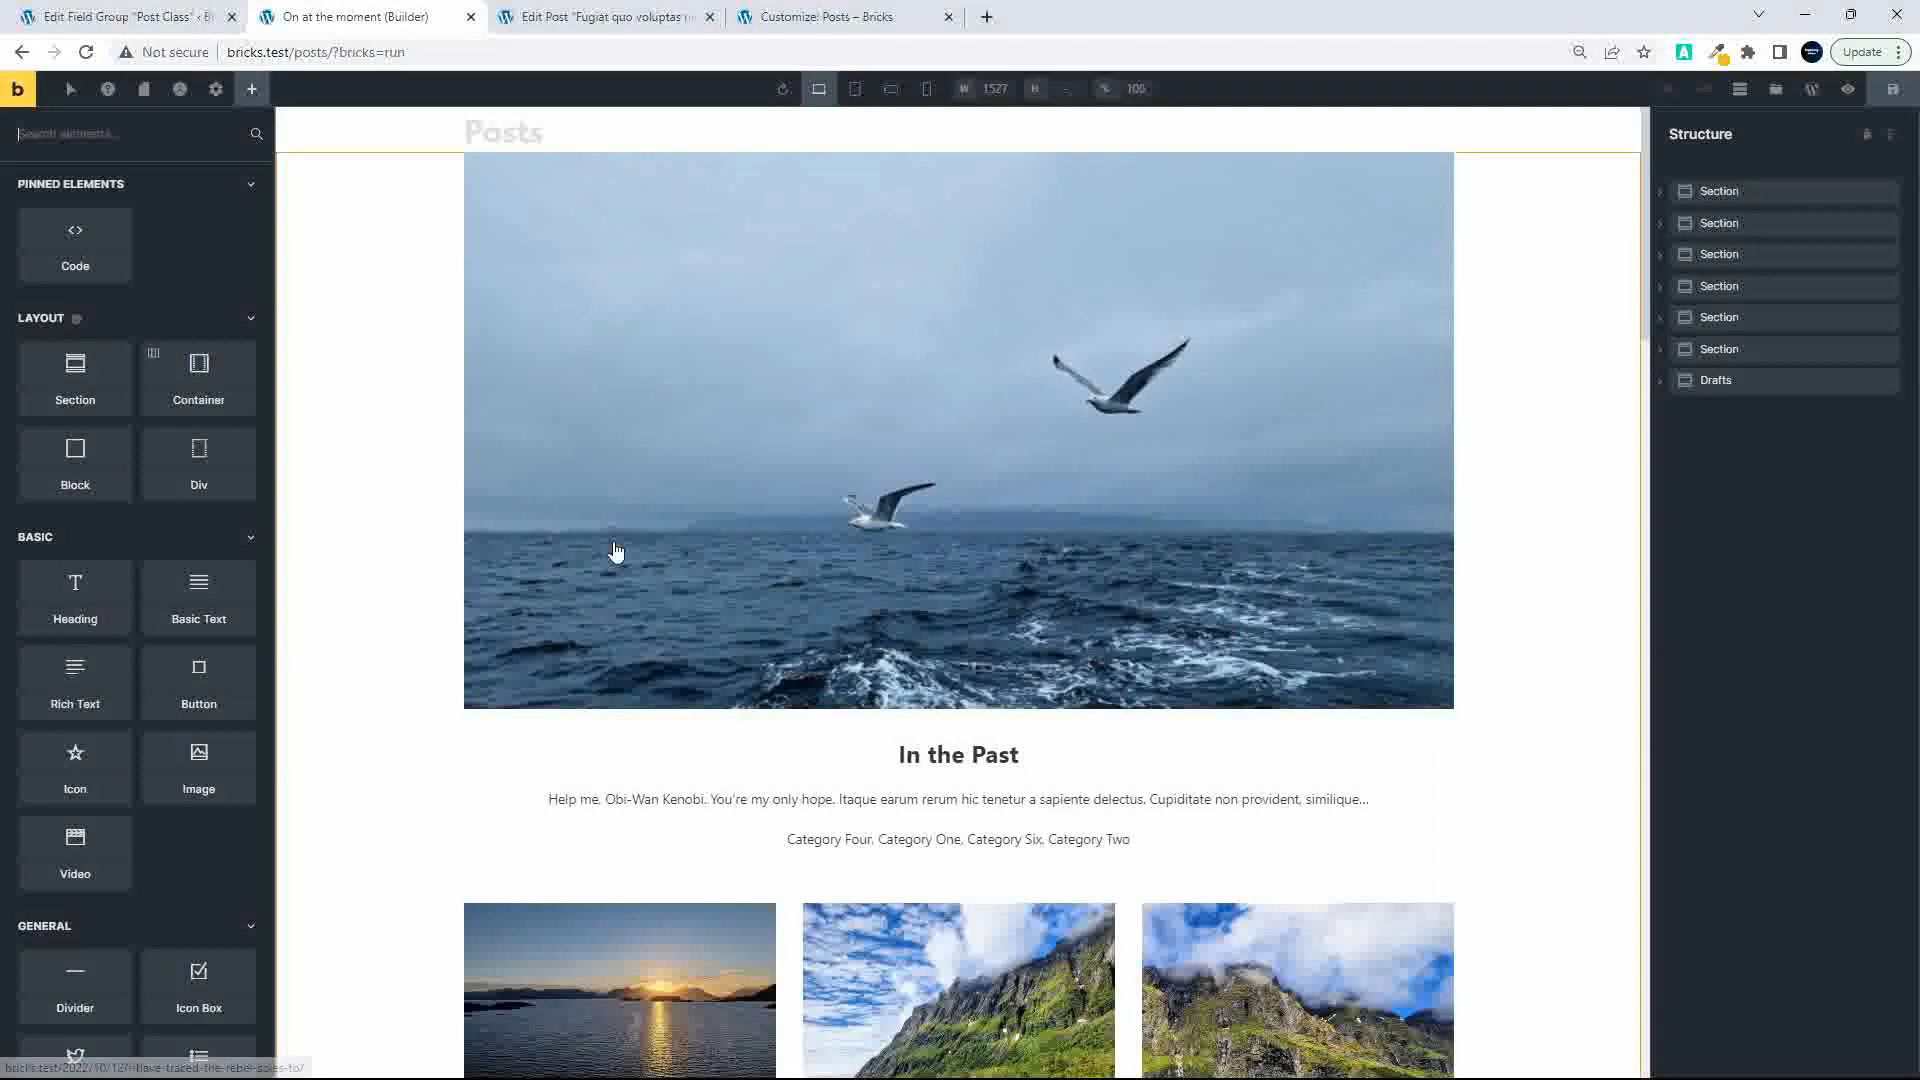 Edit Field Group "Post Class" ‹ B
On at the moment (Builder)
Edit Post "Fugiat quo voluptas n
Customize: Posts – Bricks
Not secure
bricks.test/posts/?bricks=run
Update
b
W 1527 H - % 100
Search elements...
PINNED ELEMENTS
Code
LAYOUT
Section
Container
Block
Div
BASIC
Heading
Basic Text
Rich Text
Button
Icon
Image
Video
GENERAL
Divider
Icon Box
Posts
In the Past
Help me, Obi-Wan Kenobi. You're my only hope. Itaque earum rerum hic tenetur a sapiente delectus. Cupiditate non provident, similique...
Category Four, Category One, Category Six, Category Two
Structure
Section
Section
Section
Section
Section
Section
Drafts